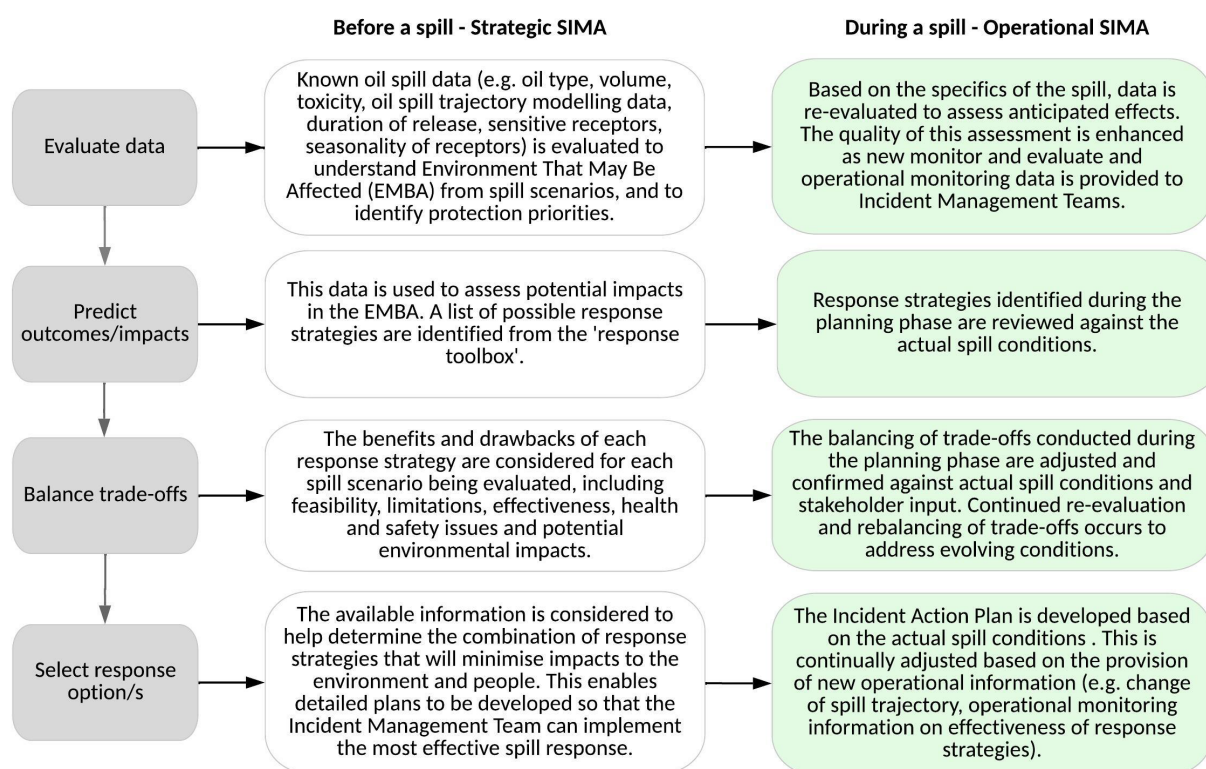 Before a spill - Strategic SIMA
During a spill - Operational SIMA
Evaluate data
Known oil spill data (e.g. oil type, volume,
toxicity, oil spill trajectory modelling data,
duration of release, sensitive receptors,
seasonality of receptors) is evaluated to
understand Environment That May Be
Affected (EMBA) from spill scenarios, and to
identify protection priorities.
Based on the specifics of the spill, data is
re-evaluated to assess anticipated effects.
The quality of this assessment is enhanced
as new monitor and evaluate and
operational monitoring data is provided to
Incident Management Teams.
Predict
outcomes/impacts
This data is used to assess potential impacts
in the EMBA. A list of possible response
strategies are identified from the 'response
toolbox'.
Response strategies identified during the
planning phase are reviewed against the
actual spill conditions.
Balance trade-offs
The benefits and drawbacks of each
response strategy are considered for each
spill scenario being evaluated, including
feasibility, limitations, effectiveness, health
and safety issues and potential
environmental impacts.
The balancing of trade-offs conducted during
the planning phase are adjusted and
confirmed against actual spill conditions and
stakeholder input. Continued re-evaluation
and rebalancing of trade-offs occurs to
address evolving conditions.
Select response
option/s
The available information is considered to
help determine the combination of response
strategies that will minimise impacts to the
environment and people. This enables
detailed plans to be developed so that the
Incident Management Team can implement
the most effective spill response.
The Incident Action Plan is developed based
on the actual spill conditions . This is
continually adjusted based on the provision
of new operational information (e.g. change
of spill trajectory, operational monitoring
information on effectiveness of response
strategies).